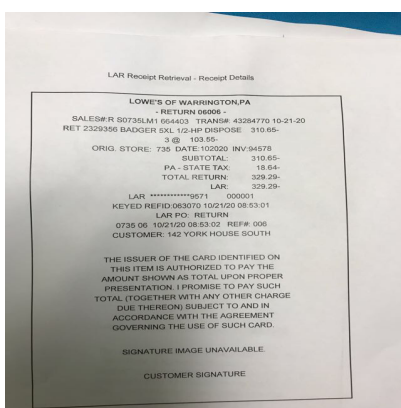 LAR Receipt Retrieval - Receipt Details
LOWE'S OF WARRINGTON,PA
- RETURN 06006 -
SALES#:R S0735LM1 664403 TRANS#: 43284770 10-21-20
RET 2329356 BADGER 5XL 1/2-HP DISPOSE 310.65-
3 @ 103.55-
ORIG. STORE: 735 DATE:102020 INV:94578
SUBTOTAL: 310.65-
PA - STATE TAX: 18.64-
TOTAL RETURN: 329.29-
LAR: 329.29-
LAR ************9571 000001
KEYED REFID:063070 10/21/20 08:53:01
LAR PO: RETURN
0735 06 10/21/20 08:53:02 REF#: 006
CUSTOMER: 142 YORK HOUSE SOUTH
THE ISSUER OF THE CARD IDENTIFIED ON
THIS ITEM IS AUTHORIZED TO PAY THE
AMOUNT SHOWN AS TOTAL UPON PROPER
PRESENTATION. I PROMISE TO PAY SUCH
TOTAL (TOGETHER WITH ANY OTHER CHARGE
DUE THEREON) SUBJECT TO AND IN
ACCORDANCE WITH THE AGREEMENT
GOVERNING THE USE OF SUCH CARD.
SIGNATURE IMAGE UNAVAILABLE.
CUSTOMER SIGNATURE